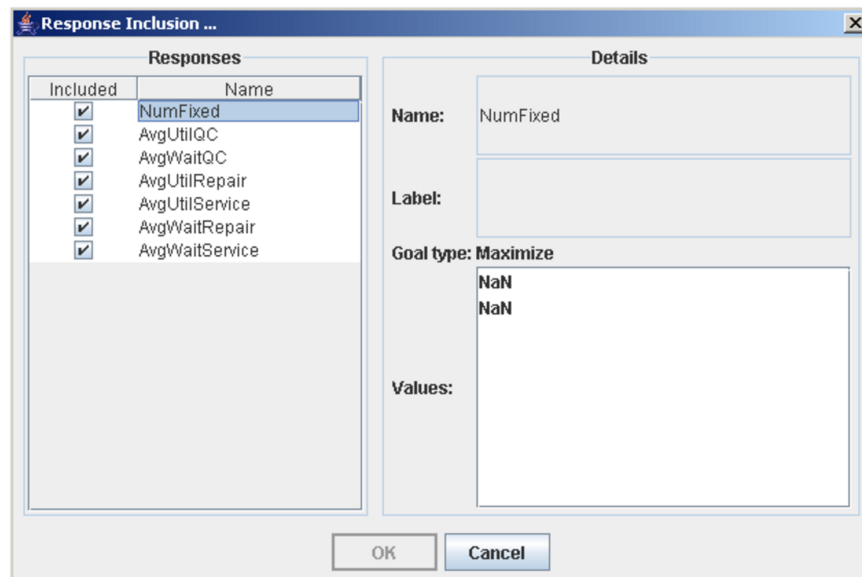 Response Inclusion ...
Responses
Included Name
NumFixed
AvgUtilQC
AvgWaitQC
AvgUtilRepair
AvgUtilService
AvgWaitRepair
AvgWaitService
Details
Name: NumFixed
Label:
Goal type: Maximize
NaN
NaN
Values:
OK Cancel